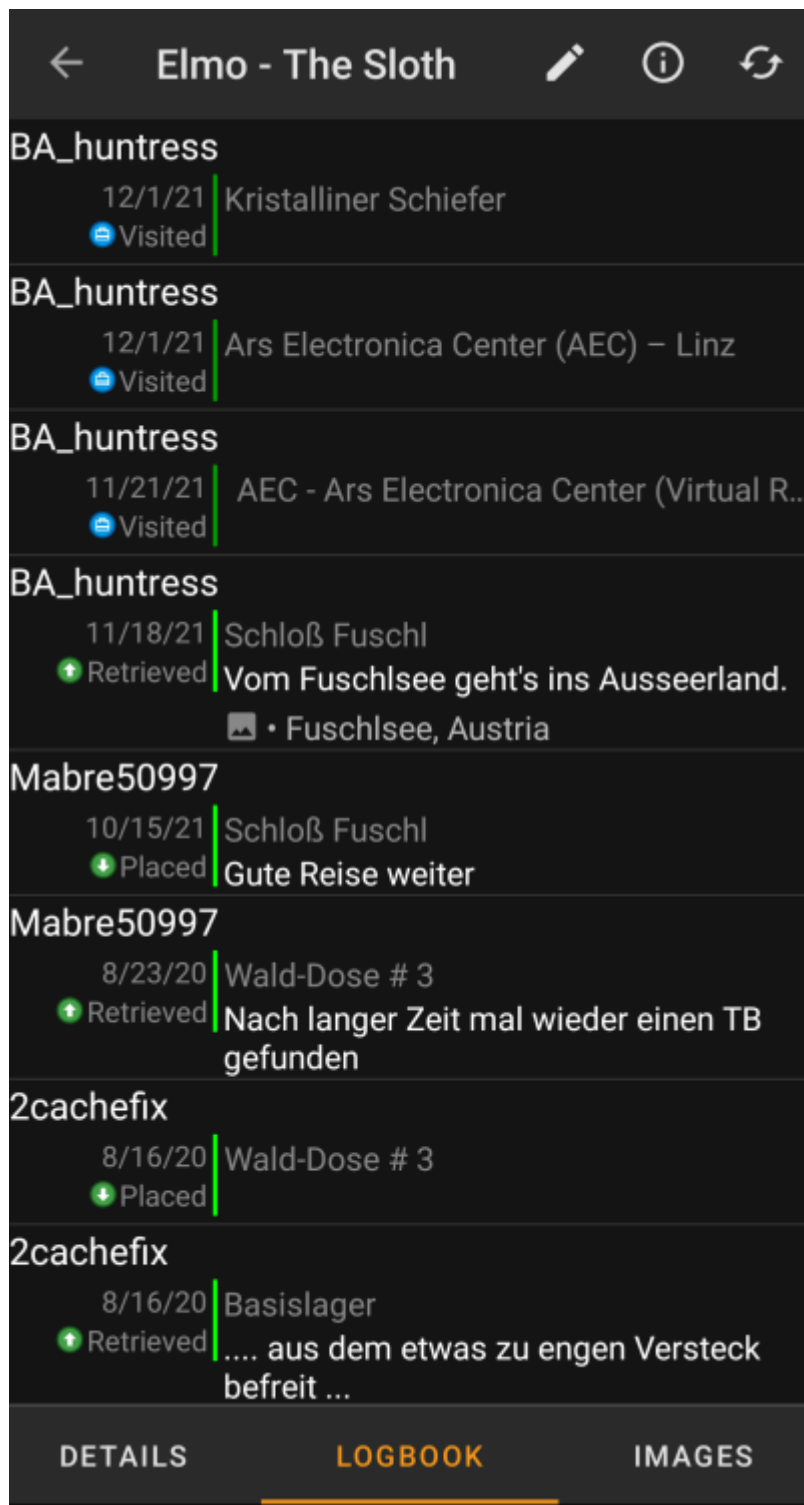 Elmo - The Sloth
BA_huntress
12/1/21 Kristalliner Schiefer
Visited
BA_huntress
12/1/21 Ars Electronica Center (AEC) – Linz
Visited
BA_huntress
11/21/21 AEC - Ars Electronica Center (Virtual R..
Visited
BA_huntress
11/18/21 Schloß Fuschl
Retrieved Vom Fuschlsee geht's ins Ausseerland.
• Fuschlsee, Austria
Mabre50997
10/15/21 Schloß Fuschl
Placed Gute Reise weiter
Mabre50997
8/23/20 Wald-Dose # 3
Retrieved Nach langer Zeit mal wieder einen TB
gefunden
2cachefix
8/16/20 Wald-Dose # 3
Placed
2cachefix
8/16/20 Basislager
Retrieved .... aus dem etwas zu engen Versteck
befreit ...
DETAILS LOGBOOK IMAGES